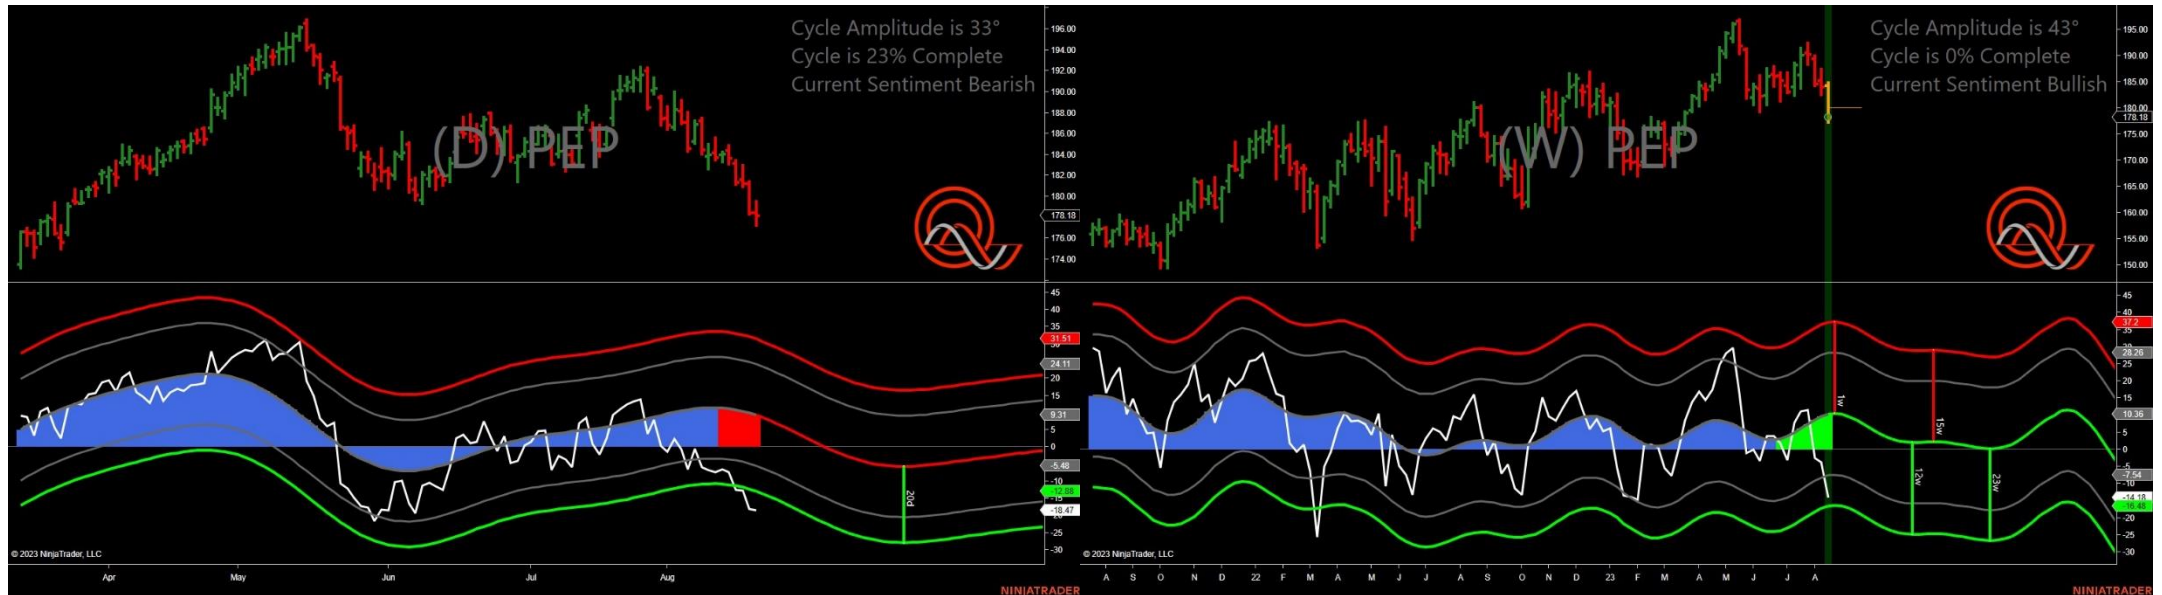 Cycle Amplitude is 33°
Cycle is 23% Complete
Current Sentiment Bearish
(D) PEP
196.00
194.00
192.00
190.00
188.00
186.00
184.00
182.00
180.00
178.18
176.00
174.00
45
40
35
31.51
24.11
20
15
9.31
5
0
-5.48
-12.88
-18.47
-25
-30
20d
© 2023 NinjaTrader, LLC
Apr May Jun Jul Aug
NINJATRADER
Cycle Amplitude is 43°
Cycle is 0% Complete
Current Sentiment Bullish
(W) PEP
195.00
190.00
185.00
180.00
178.18
175.00
170.00
165.00
160.00
155.00
150.00
45
40
37.2
28.26
25
20
15
10.36
5
0
-7.54
-10
-14.18
-16.48
-20
-25
-30
1w
15w
12w
23w
© 2023 NinjaTrader, LLC
A S O N D 22 F M A M J J A S O N D 23 F M A M J J A
NINJATRADER